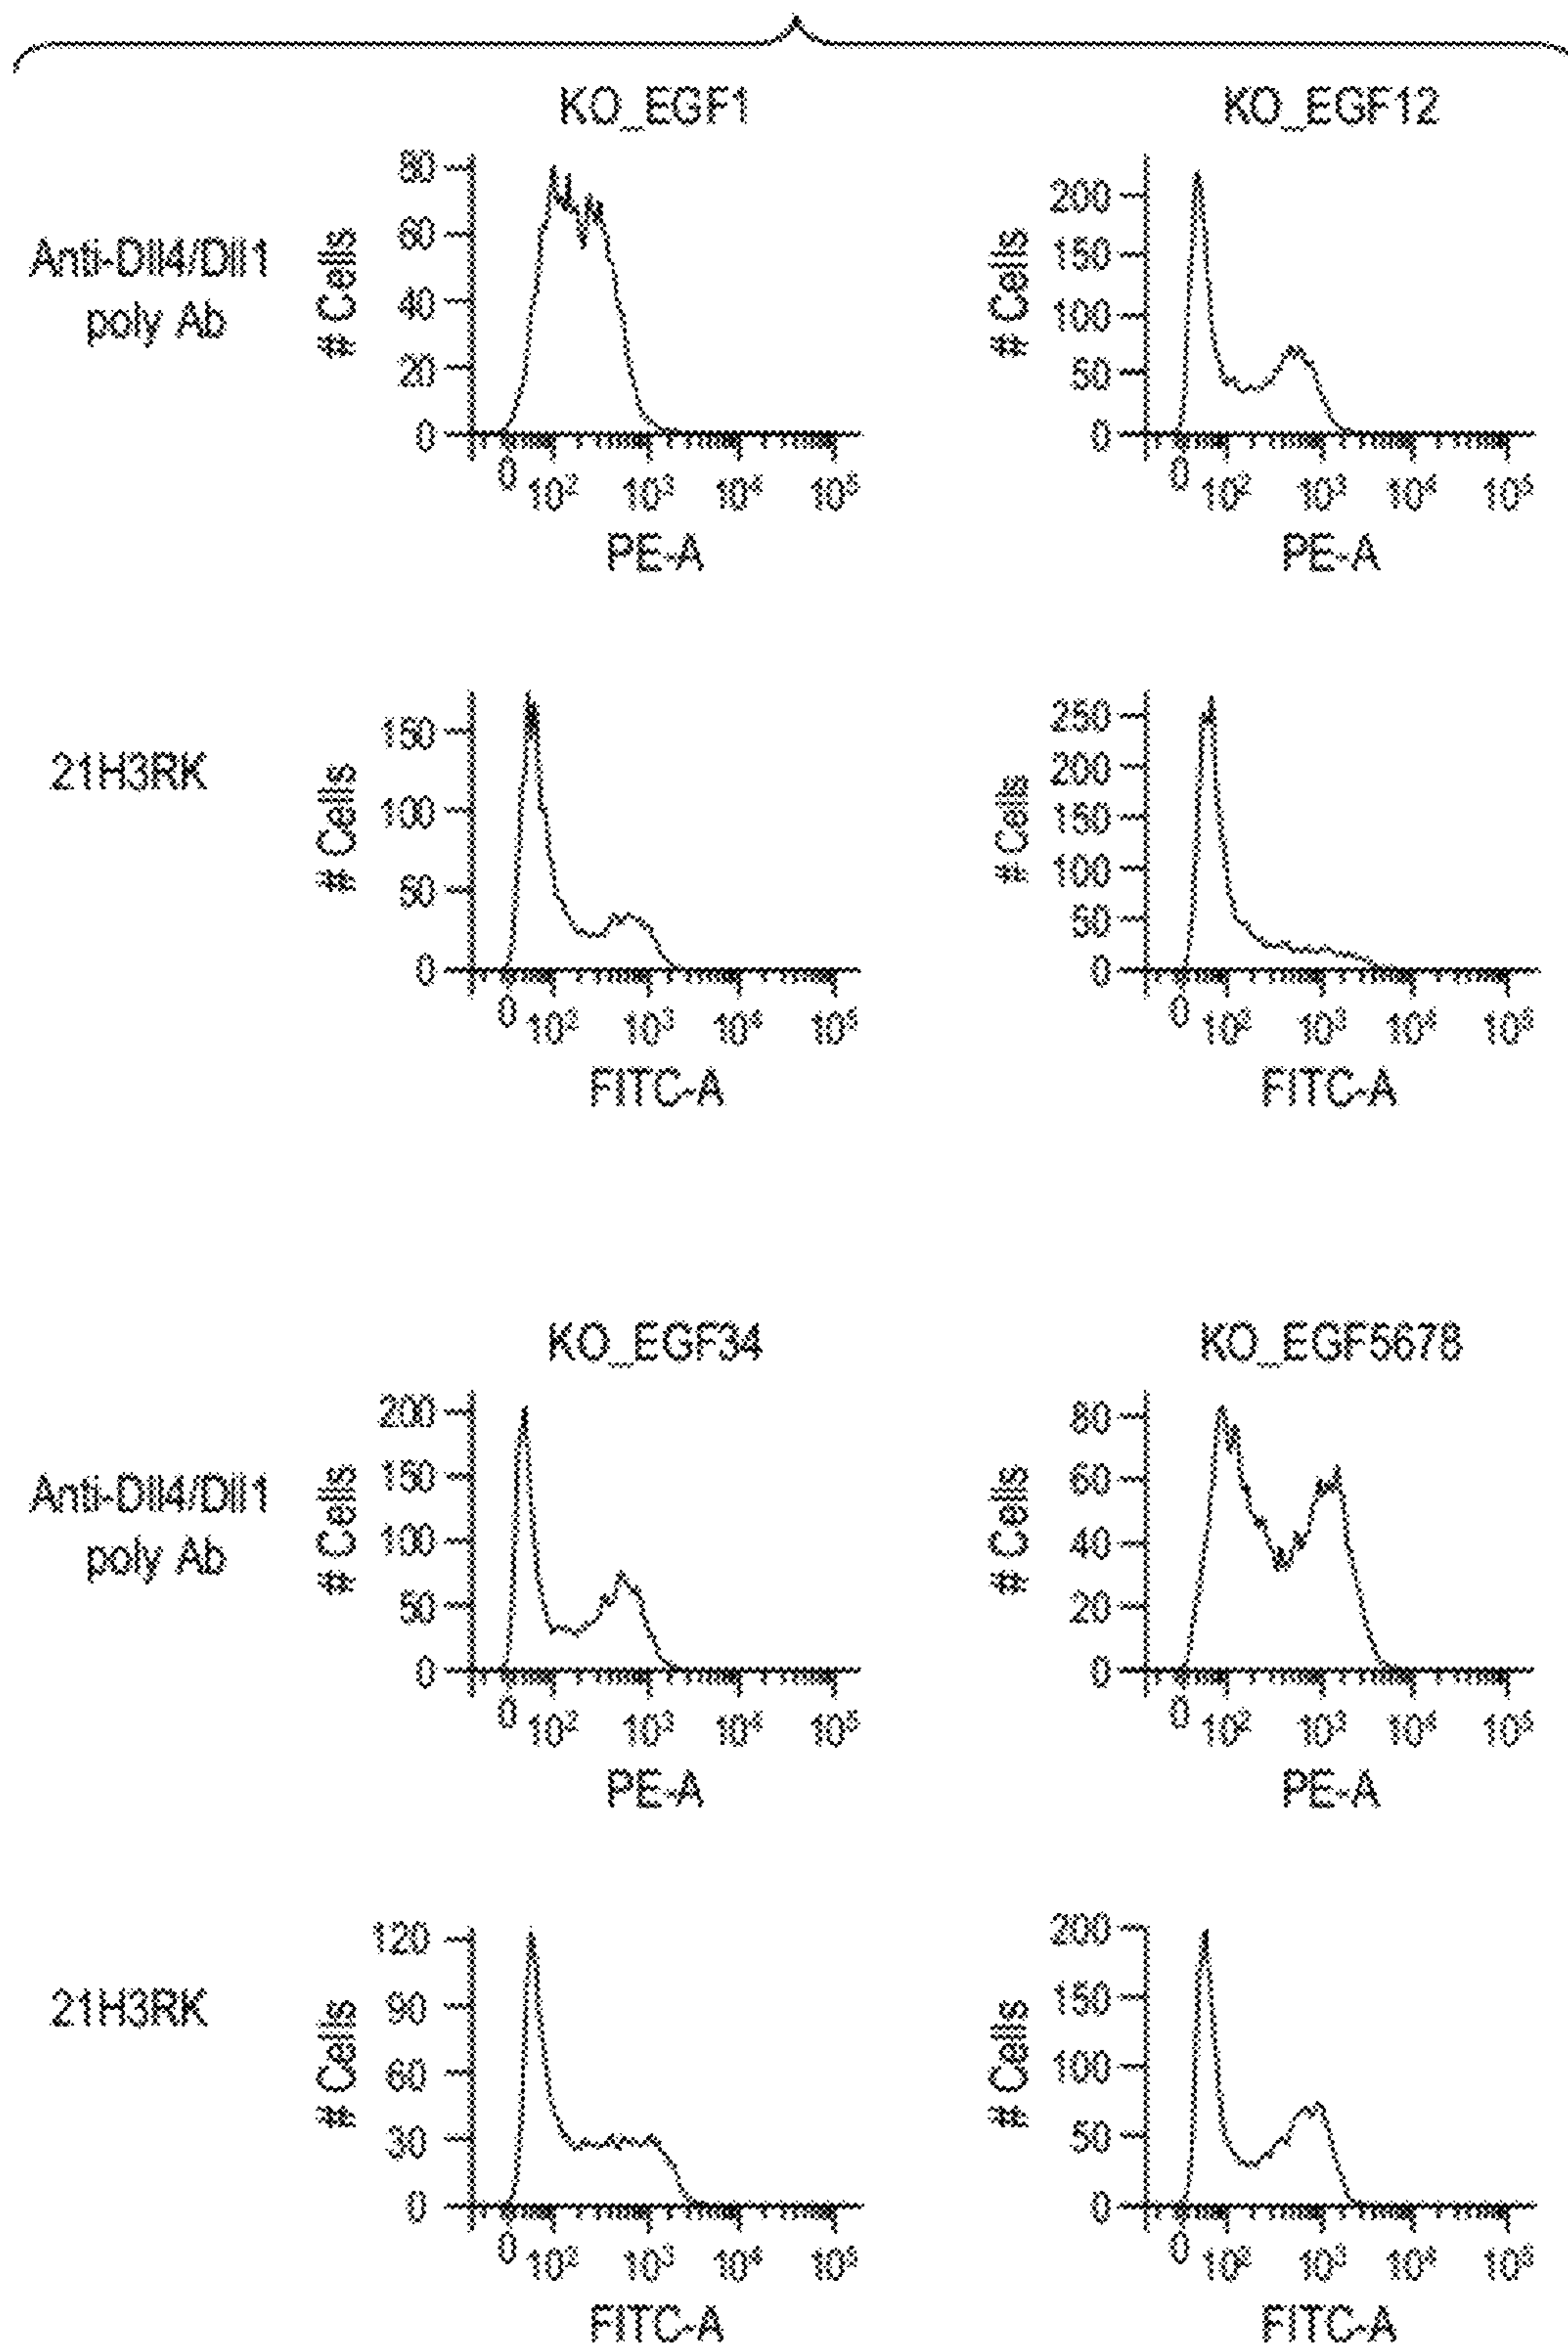 KO_EGF1 KO_EGF12
Anti-Dll4/Dll1
poly Ab
# Cells
80
60
40
20
0
0 10² 10³ 10⁴ 10⁵
PE-A
# Cells
200
150
100
50
0
0 10² 10³ 10⁴ 10⁵
PE-A
21H3RK
# Cells
150
100
50
0
0 10² 10³ 10⁴ 10⁵
FITC-A
# Cells
250
200
150
100
50
0
0 10² 10³ 10⁴ 10⁵
FITC-A
KO_EGF34 KO_EGF5678
Anti-Dll4/Dll1
poly Ab
# Cells
200
150
100
50
0
0 10² 10³ 10⁴ 10⁵
PE-A
# Cells
80
60
40
20
0
0 10² 10³ 10⁴ 10⁵
PE-A
21H3RK
# Cells
120
90
60
30
0
0 10² 10³ 10⁴ 10⁵
FITC-A
# Cells
200
150
100
50
0
0 10² 10³ 10⁴ 10⁵
FITC-A